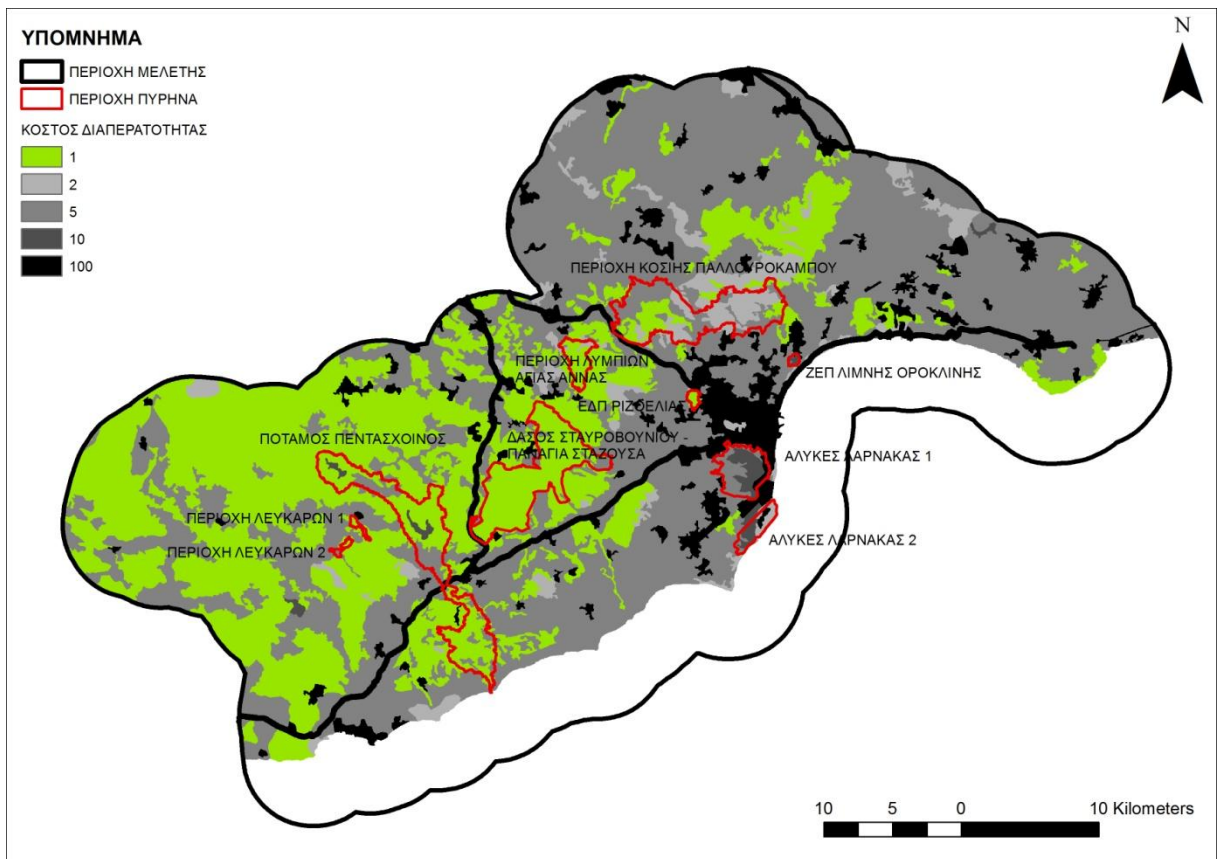 ΥΠΟΜΝΗΜΑ
ΠΕΡΙΟΧΗ ΜΕΛΕΤΗΣ
ΠΕΡΙΟΧΗ ΠΥΡΗΝΑ
ΚΟΣΤΟΣ ΔΙΑΠΕΡΑΤΟΤΗΤΑΣ
1
2
5
10
100
N
ΠΕΡΙΟΧΗ ΚΟΣΙΗΣ ΠΑΛΛΟΥΡΟΚΑΜΠΟΥ
ΠΕΡΙΟΧΗ ΛΥΜΠΙΩΝ
ΑΓΙΑΣ ΑΝΝΑΣ
ΖΕΠ ΛΙΜΝΗΣ ΟΡΟΚΛΙΝΗΣ
ΕΔΠ ΡΙΖΟΕΛΙΑΣ
ΠΟΤΑΜΟΣ ΠΕΝΤΑΣΧΟΙΝΟΣ
ΔΑΣΟΣ ΣΤΑΥΡΟΒΟΥΝΙΟΥ -
ΠΑΝΑΓΙΑ ΣΤΑΖΟΥΣΑ
ΑΛΥΚΕΣ ΛΑΡΝΑΚΑΣ 1
ΠΕΡΙΟΧΗ ΛΕΥΚΑΡΩΝ 1
ΑΛΥΚΕΣ ΛΑΡΝΑΚΑΣ 2
ΠΕΡΙΟΧΗ ΛΕΥΚΑΡΩΝ 2
10 5 0 10 Kilometers